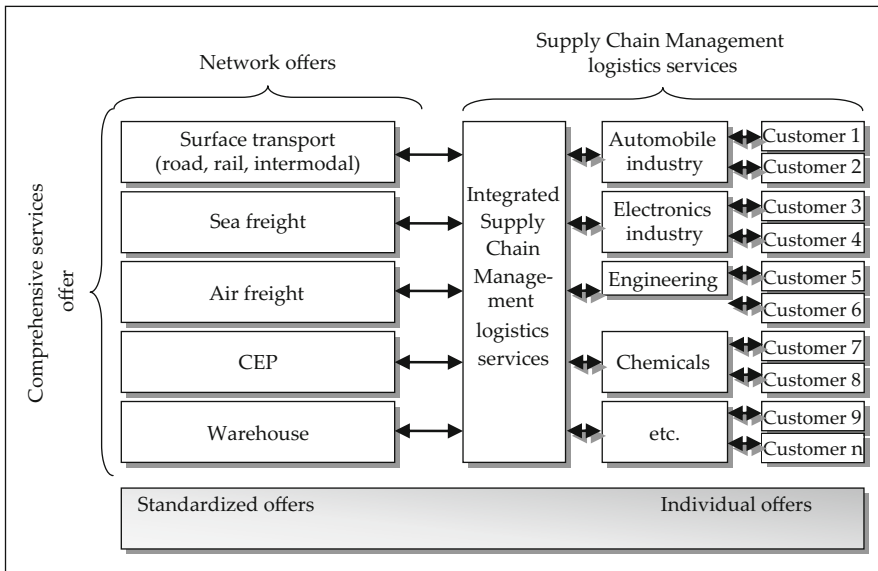 Supply Chain Management
logistics services
Network offers
Comprehensive services
offer
Surface transport
(road, rail, intermodal)
Sea freight
Air freight
CEP
Warehouse
Integrated
Supply
Chain
Manage-
ment
logistics
services
Automobile
industry
Electronics
industry
Engineering
Chemicals
etc.
Customer 1
Customer 2
Customer 3
Customer 4
Customer 5
Customer 6
Customer 7
Customer 8
Customer 9
Customer n
Standardized offers
Individual offers